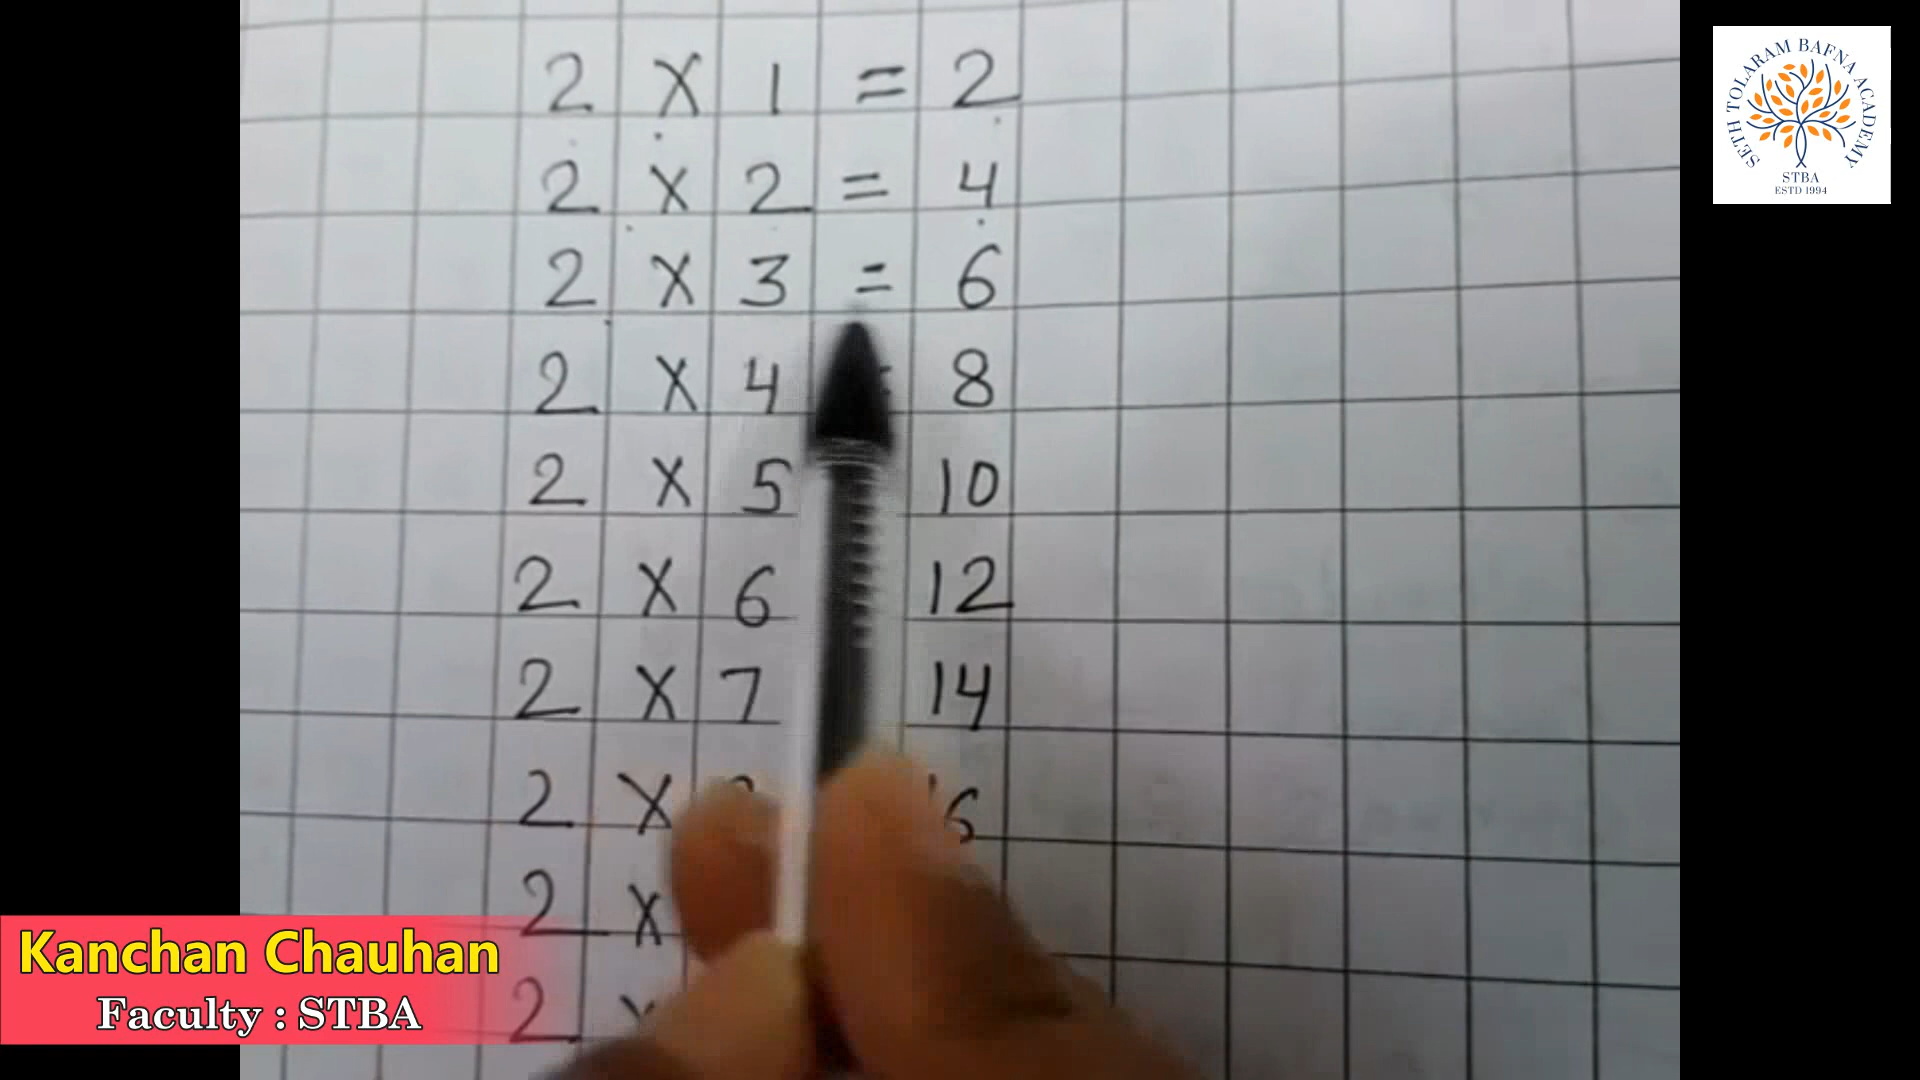 2 X 1 = 2
2 X 2 = 4
2 X 3 = 6
2 X 4 = 8
2 X 5 10
2 X 6 12
2 X 7 14
2 X 16
2 X
2
SETH TOLARAM BAFNA ACADEMY
STBA
ESTD 1994
Kanchan Chauhan
Faculty : STBA